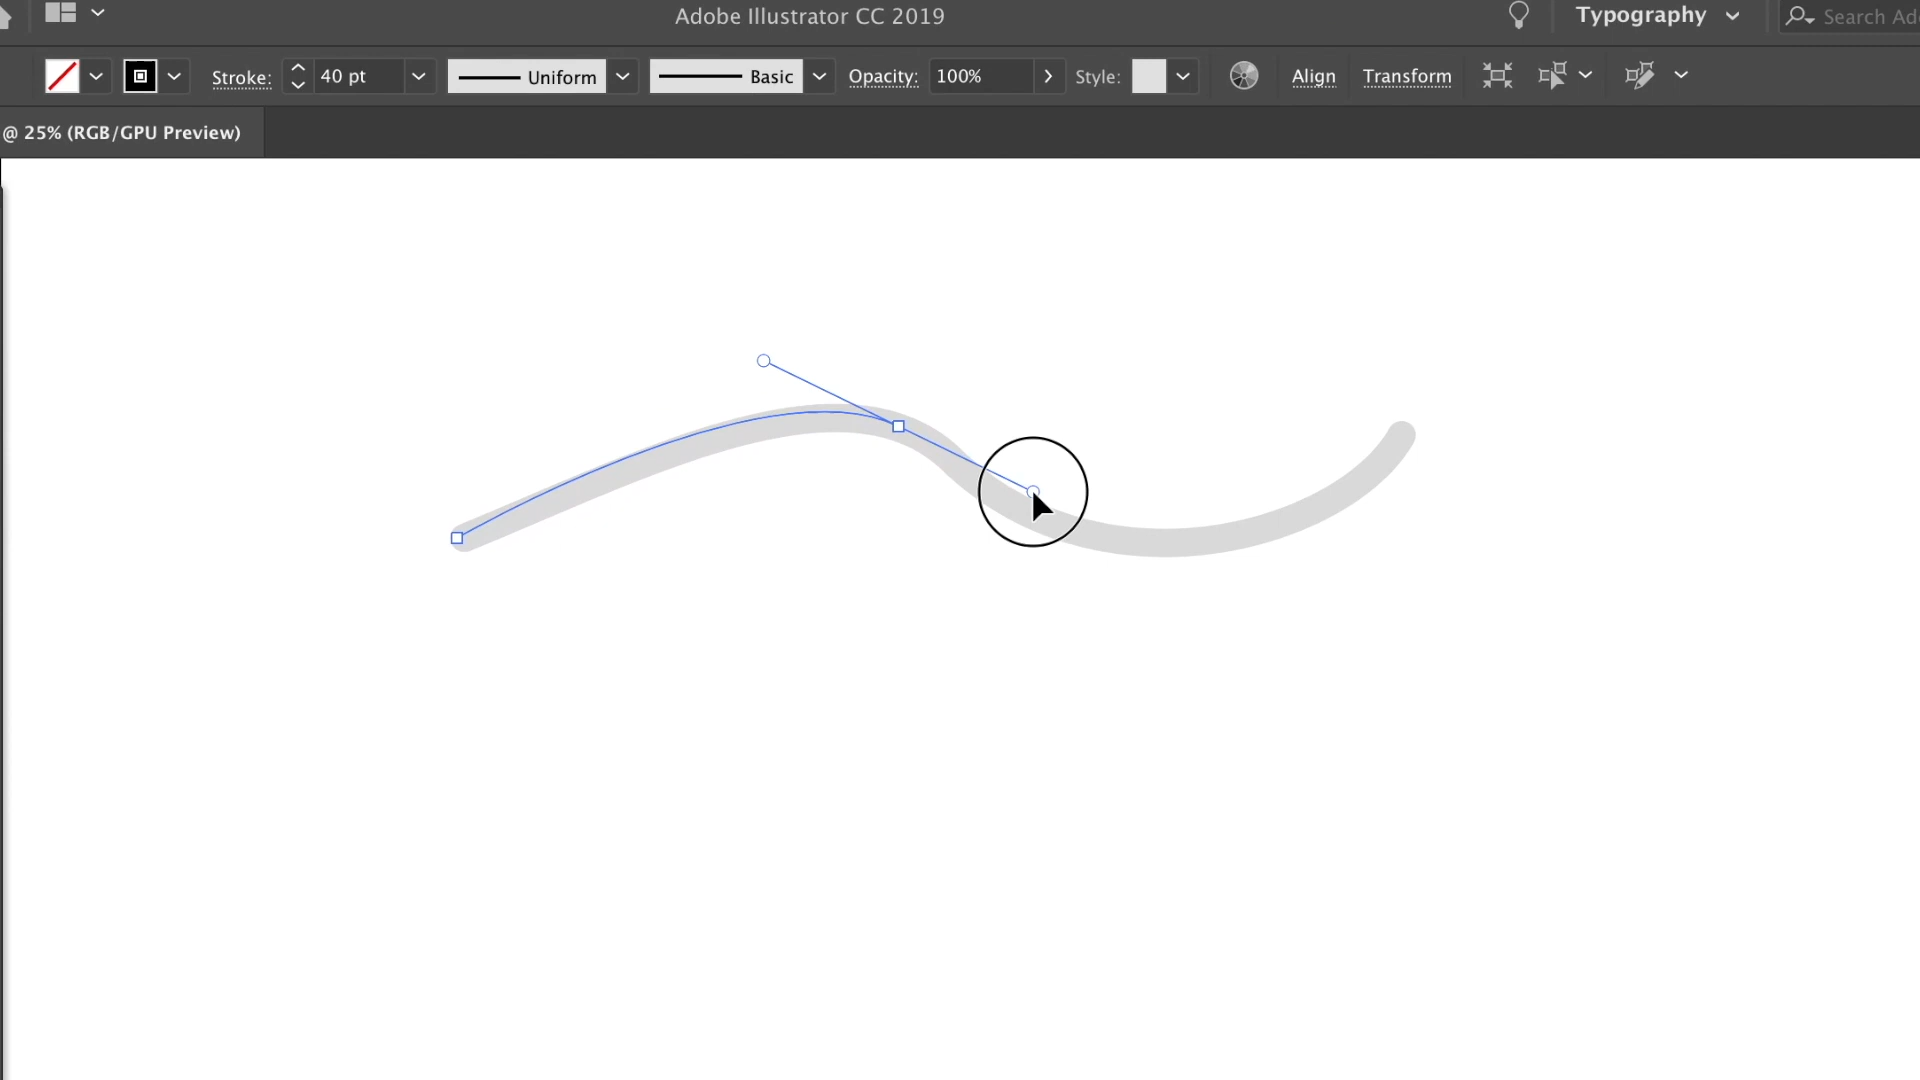 Adobe Illustrator CC 2019
Typography
Search Ad
Stroke: 40 pt Uniform Basic Opacity: 100% Style: Align Transform
@ 25% (RGB/GPU Preview)